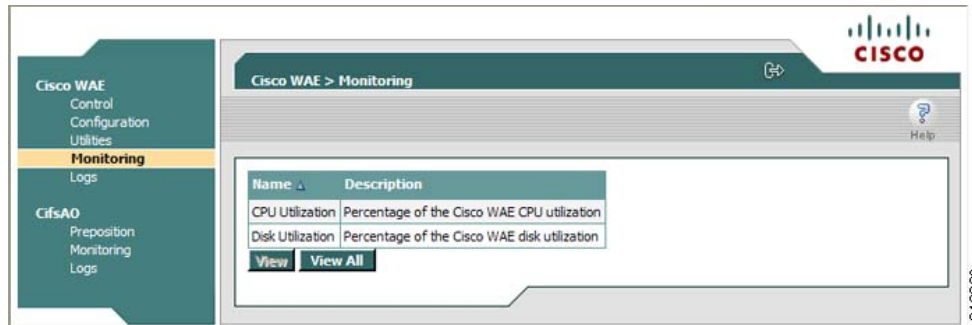 CISCO
Cisco WAE > Monitoring
Help
Cisco WAE
Control
Configuration
Utilities
Monitoring
Logs
CifsAO
Preposition
Monitoring
Logs
Name Description
CPU Utilization Percentage of the Cisco WAE CPU utilization
Disk Utilization Percentage of the Cisco WAE disk utilization
View View All